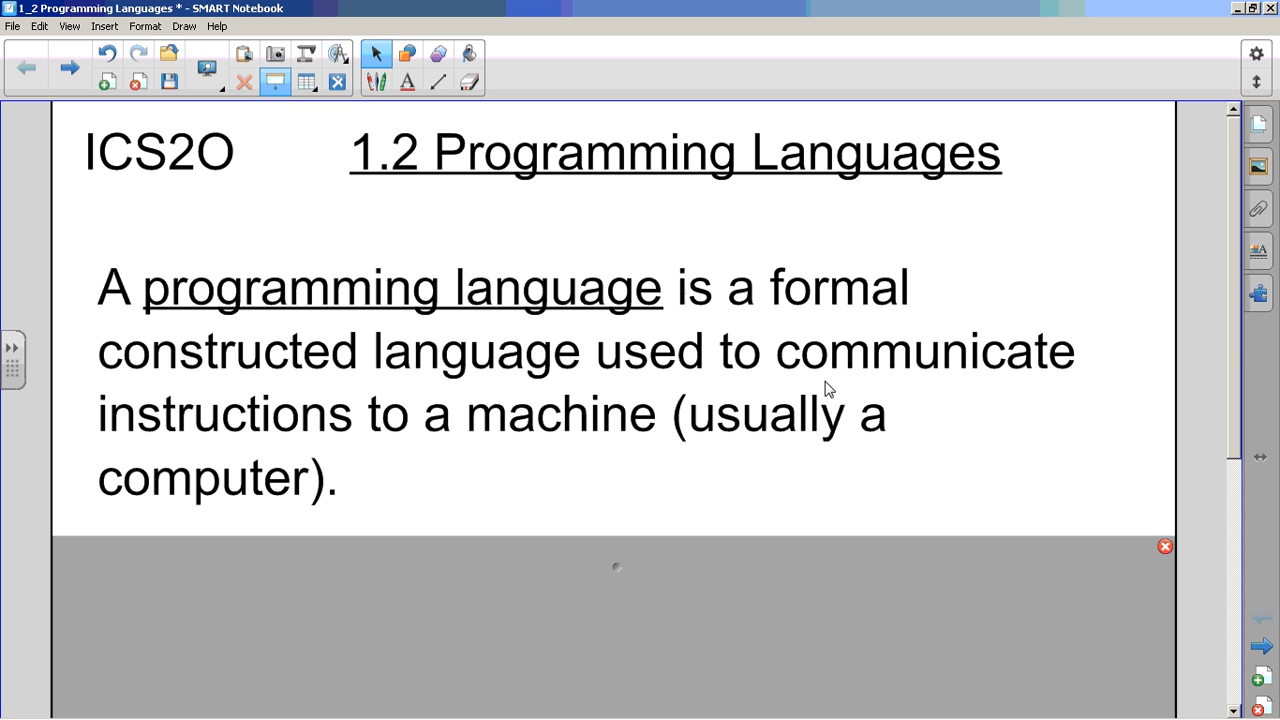 1_2 Programming Languages * - SMART Notebook
File Edit View Insert Format Draw Help
ICS2O 1.2 Programming Languages
A programming language is a formal
constructed language used to communicate
instructions to a machine (usually a
computer).